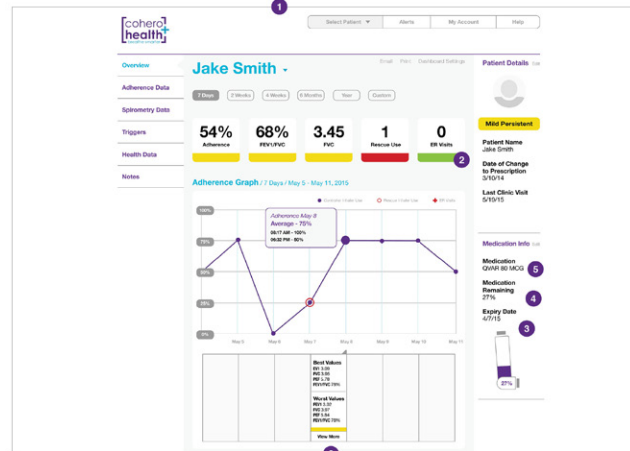 1
cohero
health
Select Patient
Alerts
My Account
Help
Overview
Adherence Data
Spirometry Data
Triggers
Health Data
Notes
Jake Smith
Email Print Dashboard Settings
7 Days
2 Weeks
4 Weeks
6 Months
Year
Custom
54%
Adherence
68%
FEV1/FVC
3.45
FVC
1
Rescue Use
0
ER Visits
2
Adherence Graph / 7 Days / May 5 - May 11, 2015
ER Visits
100%
75%
50%
25%
0%
Adherence May 8
Average - 75%
08:17 AM - 100%
May 5
May 6
May 7
May 8
May 9
May 10
May 11
Best Values
Worst Values
View More
Patient Details
Mild Persistent
Patient Name
Jake Smith
Date of Change
to Prescription
3/10/14
Last Clinic Visit
5/19/15
Medication Info
Medication
QVAR 80 MCG
5
Medication
Remaining
27%
4
Expiry Date
4/7/15
3
27%